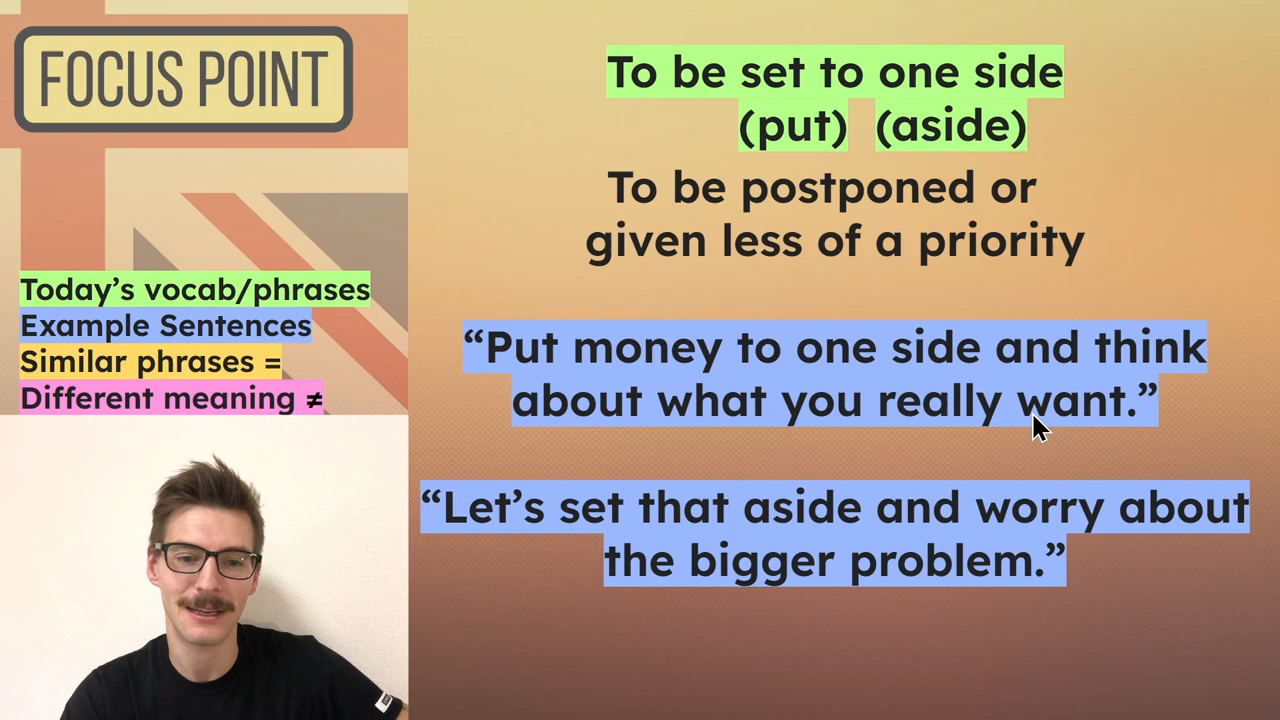 FOCUS POINT
Today’s vocab/phrases
Example Sentences
Similar phrases =
Different meaning ≠
To be set to one side
(put) (aside)
To be postponed or
given less of a priority
“Put money to one side and think
about what you really want.”
“Let’s set that aside and worry about
the bigger problem.”